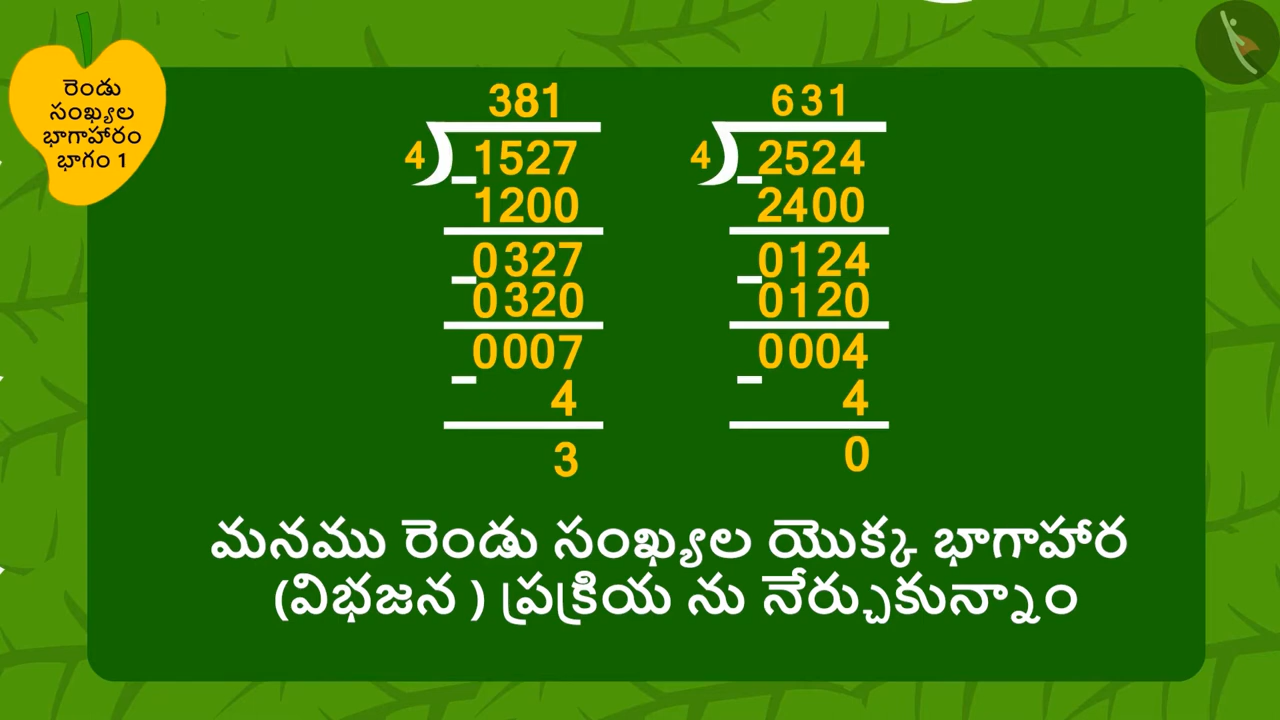 రెండు
సంఖ్యల
భాగాహారం
భాగం 1
381
4 1527
1200
0327
0320
0007
4
3
631
4 2524
2400
0124
0120
0004
4
0
మనము రెండు సంఖ్యల యొక్క భాగాహార
(విభజన ) ప్రక్రియ ను నేర్చుకున్నాం